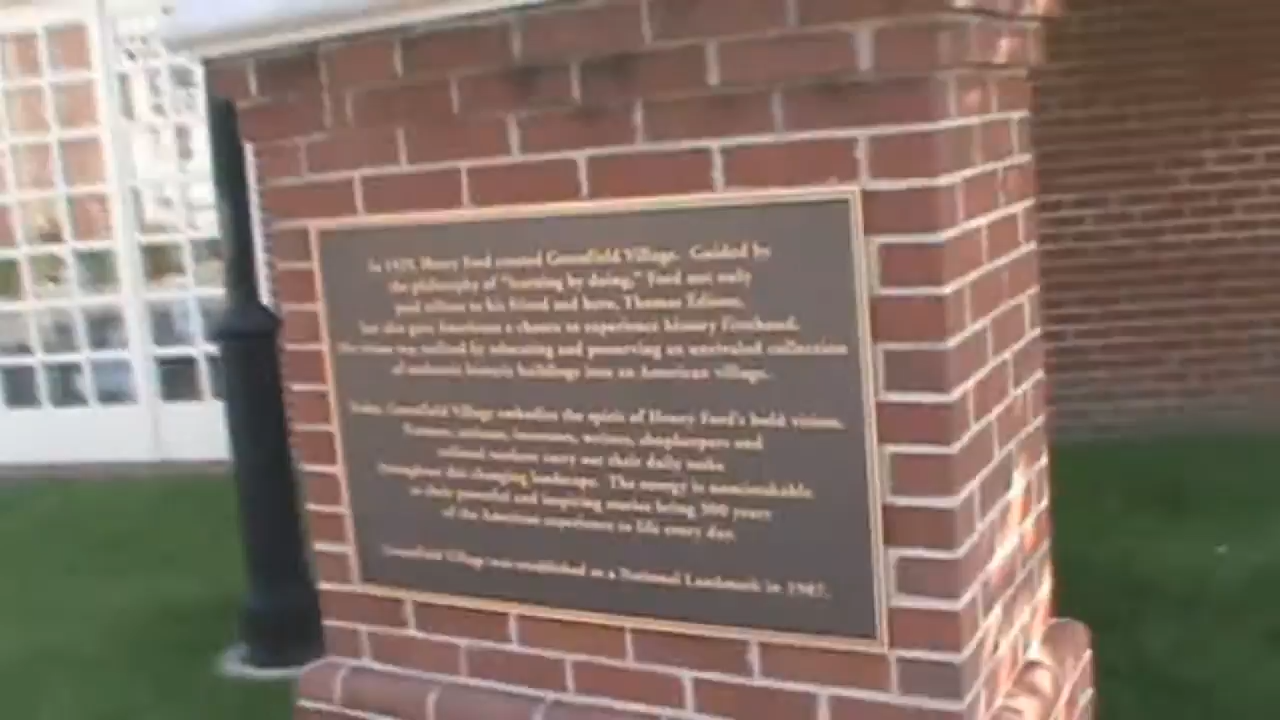 In 1929, Henry Ford created Greenfield Village. Guided by
the philosophy of "learning by doing," Ford not only
paid tribute to his friend and hero, Thomas Edison,
but also gave Americans a chance to experience history firsthand.
His vision was realized by relocating and preserving an unrivaled collection
of authentic historic buildings into an American village.
Today, Greenfield Village embodies the spirit of Henry Ford's bold vision.
Farmers, artisans, inventors, writers, shopkeepers and
railroad workers carry out their daily tasks
throughout this changing landscape. The energy is unmistakable
as their powerful and inspiring stories bring 300 years
of the American experience to life every day.
Greenfield Village was established as a National Landmark in